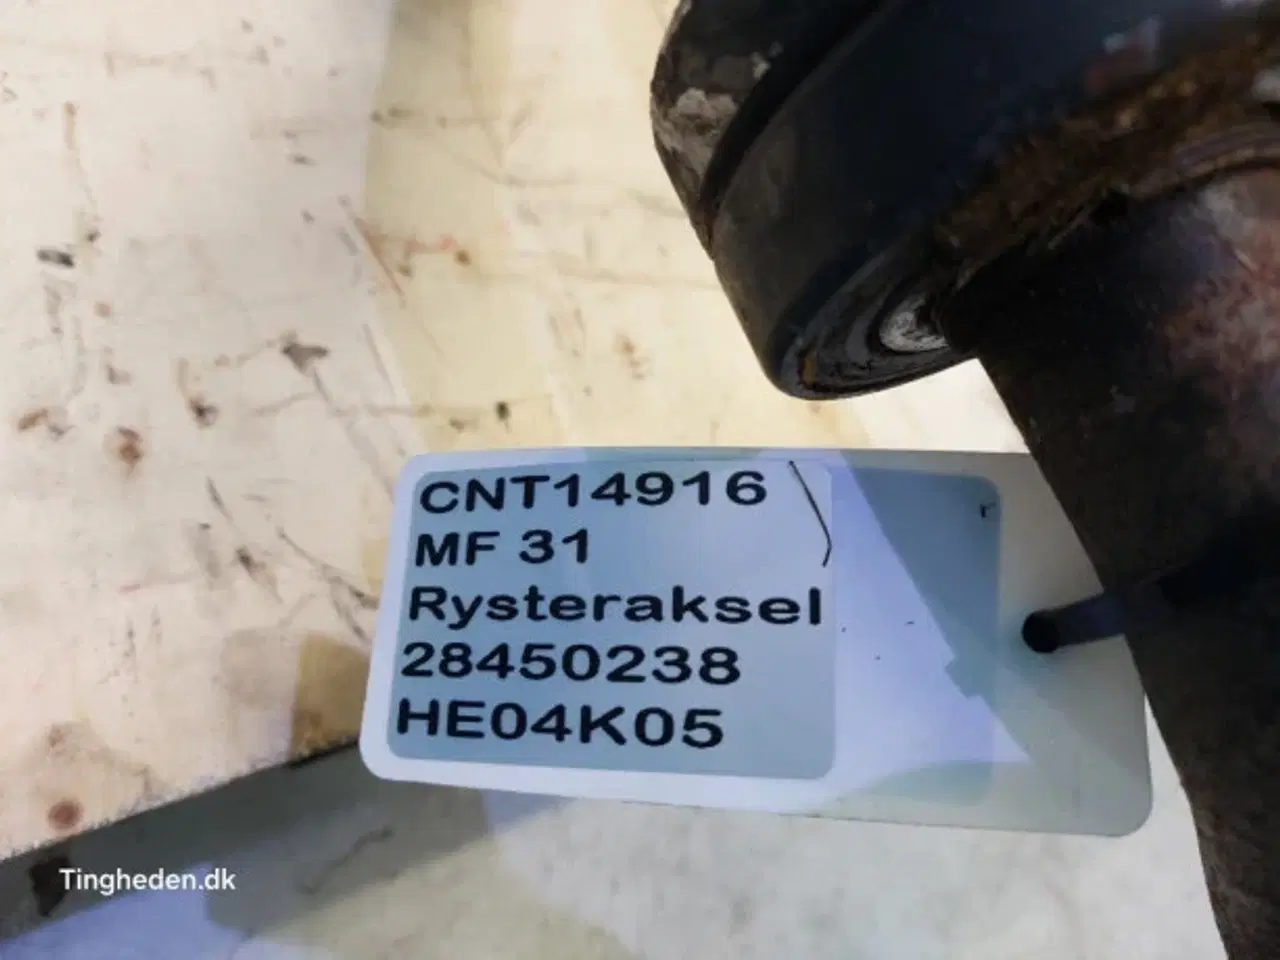 CNT14916
MF 31
Rysteraksel
28450238
HE04K05
Tingheden.dk